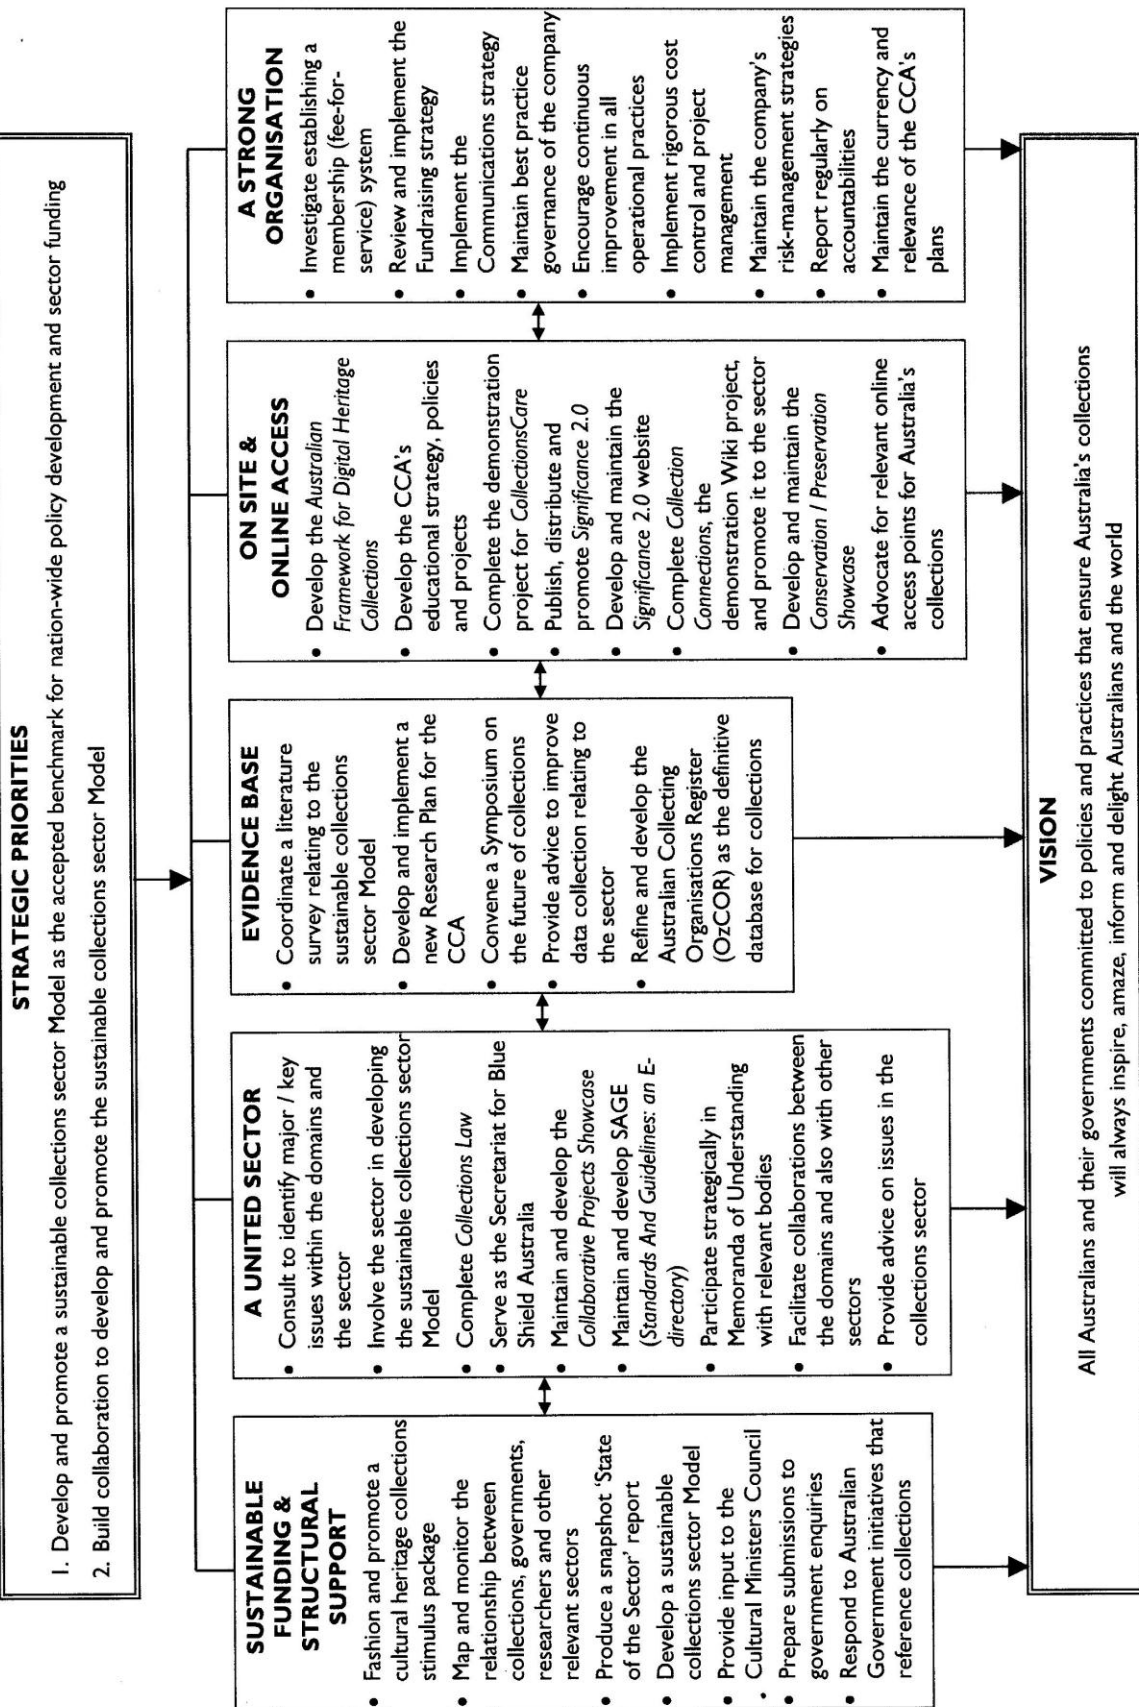 STRATEGIC PRIORITIES
1. Develop and promote a sustainable collections sector Model as the accepted benchmark for nation-wide policy development and sector funding
2. Build collaboration to develop and promote the sustainable collections sector Model
SUSTAINABLE
FUNDING &
STRUCTURAL
SUPPORT
• Fashion and promote a
cultural heritage collections
stimulus package
• Map and monitor the
relationship between
collections, governments,
researchers and other
relevant sectors
• Produce a snapshot ‘State
of the Sector’ report
• Develop a sustainable
collections sector Model
• Provide input to the
Cultural Ministers Council
• Prepare submissions to
government enquiries
• Respond to Australian
Government initiatives that
reference collections
A UNITED SECTOR
• Consult to identify major / key
issues within the domains and
the sector
• Involve the sector in developing
the sustainable collections sector
Model
• Complete Collections Law
• Serve as the Secretariat for Blue
Shield Australia
• Maintain and develop the
Collaborative Projects Showcase
• Maintain and develop SAGE
(Standards And Guidelines: an E-
directory)
• Participate strategically in
Memoranda of Understanding
with relevant bodies
• Facilitate collaborations between
the domains and also with other
sectors
• Provide advice on issues in the
collections sector
EVIDENCE BASE
• Coordinate a literature
survey relating to the
sustainable collections
sector Model
• Develop and implement a
new Research Plan for the
CCA
• Convene a Symposium on
the future of collections
• Provide advice to improve
data collection relating to
the sector
• Refine and develop the
Australian Collecting
Organisations Register
(OzCOR) as the definitive
database for collections
ON SITE &
ONLINE ACCESS
• Develop the Australian
Framework for Digital Heritage
Collections
• Develop the CCA’s
educational strategy, policies
and projects
• Complete the demonstration
project for CollectionsCare
• Publish, distribute and
promote Significance 2.0
• Develop and maintain the
Significance 2.0 website
• Complete Collection
Connections, the
demonstration Wiki project,
and promote it to the sector
• Develop and maintain the
Conservation / Preservation
Showcase
• Advocate for relevant online
access points for Australia’s
collections
A STRONG
ORGANISATION
• Investigate establishing a
membership (fee-for-
service) system
• Review and implement the
Fundraising strategy
• Implement the
Communications strategy
• Maintain best practice
governance of the company
• Encourage continuous
improvement in all
operational practices
• Implement rigorous cost
control and project
management
• Maintain the company’s
risk-management strategies
• Report regularly on
accountabilities
• Maintain the currency and
relevance of the CCA’s
plans
VISION
All Australians and their governments committed to policies and practices that ensure Australia’s collections
will always inspire, amaze, inform and delight Australians and the world